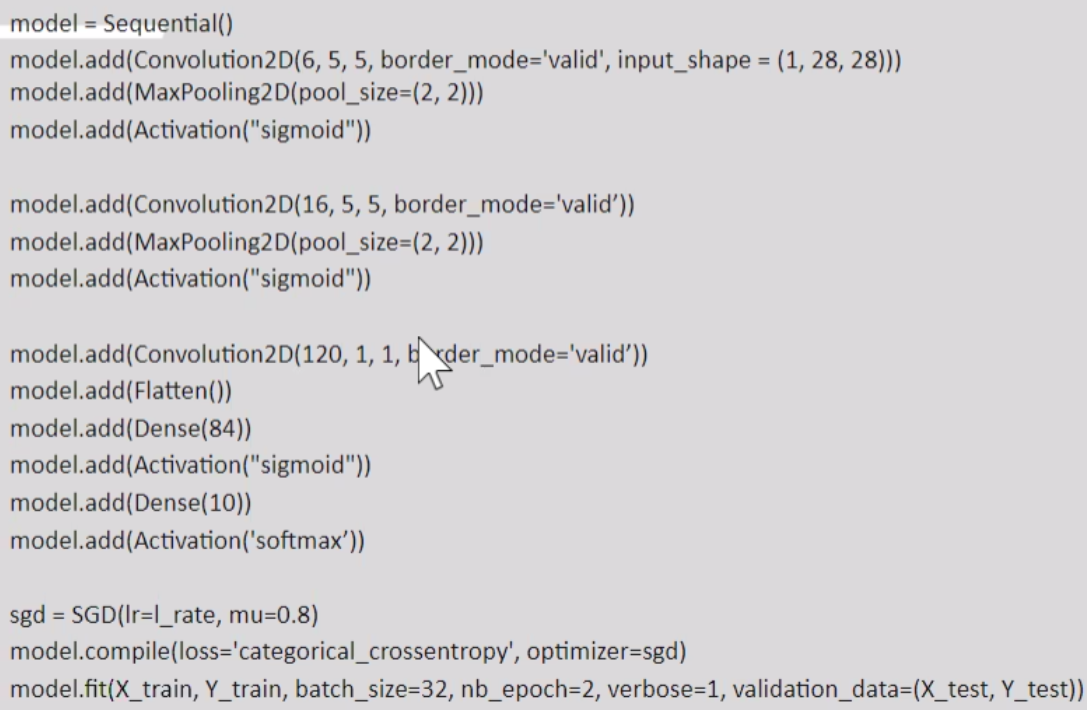 model = Sequential()
model.add(Convolution2D(6, 5, 5, border_mode='valid', input_shape = (1, 28, 28)))
model.add(MaxPooling2D(pool_size=(2, 2)))
model.add(Activation("sigmoid"))
model.add(Convolution2D(16, 5, 5, border_mode='valid’))
model.add(MaxPooling2D(pool_size=(2, 2)))
model.add(Activation("sigmoid"))
model.add(Convolution2D(120, 1, 1, border_mode='valid’))
model.add(Flatten())
model.add(Dense(84))
model.add(Activation("sigmoid"))
model.add(Dense(10))
model.add(Activation('softmax’))
sgd = SGD(lr=l_rate, mu=0.8)
model.compile(loss='categorical_crossentropy', optimizer=sgd)
model.fit(X_train, Y_train, batch_size=32, nb_epoch=2, verbose=1, validation_data=(X_test, Y_test))